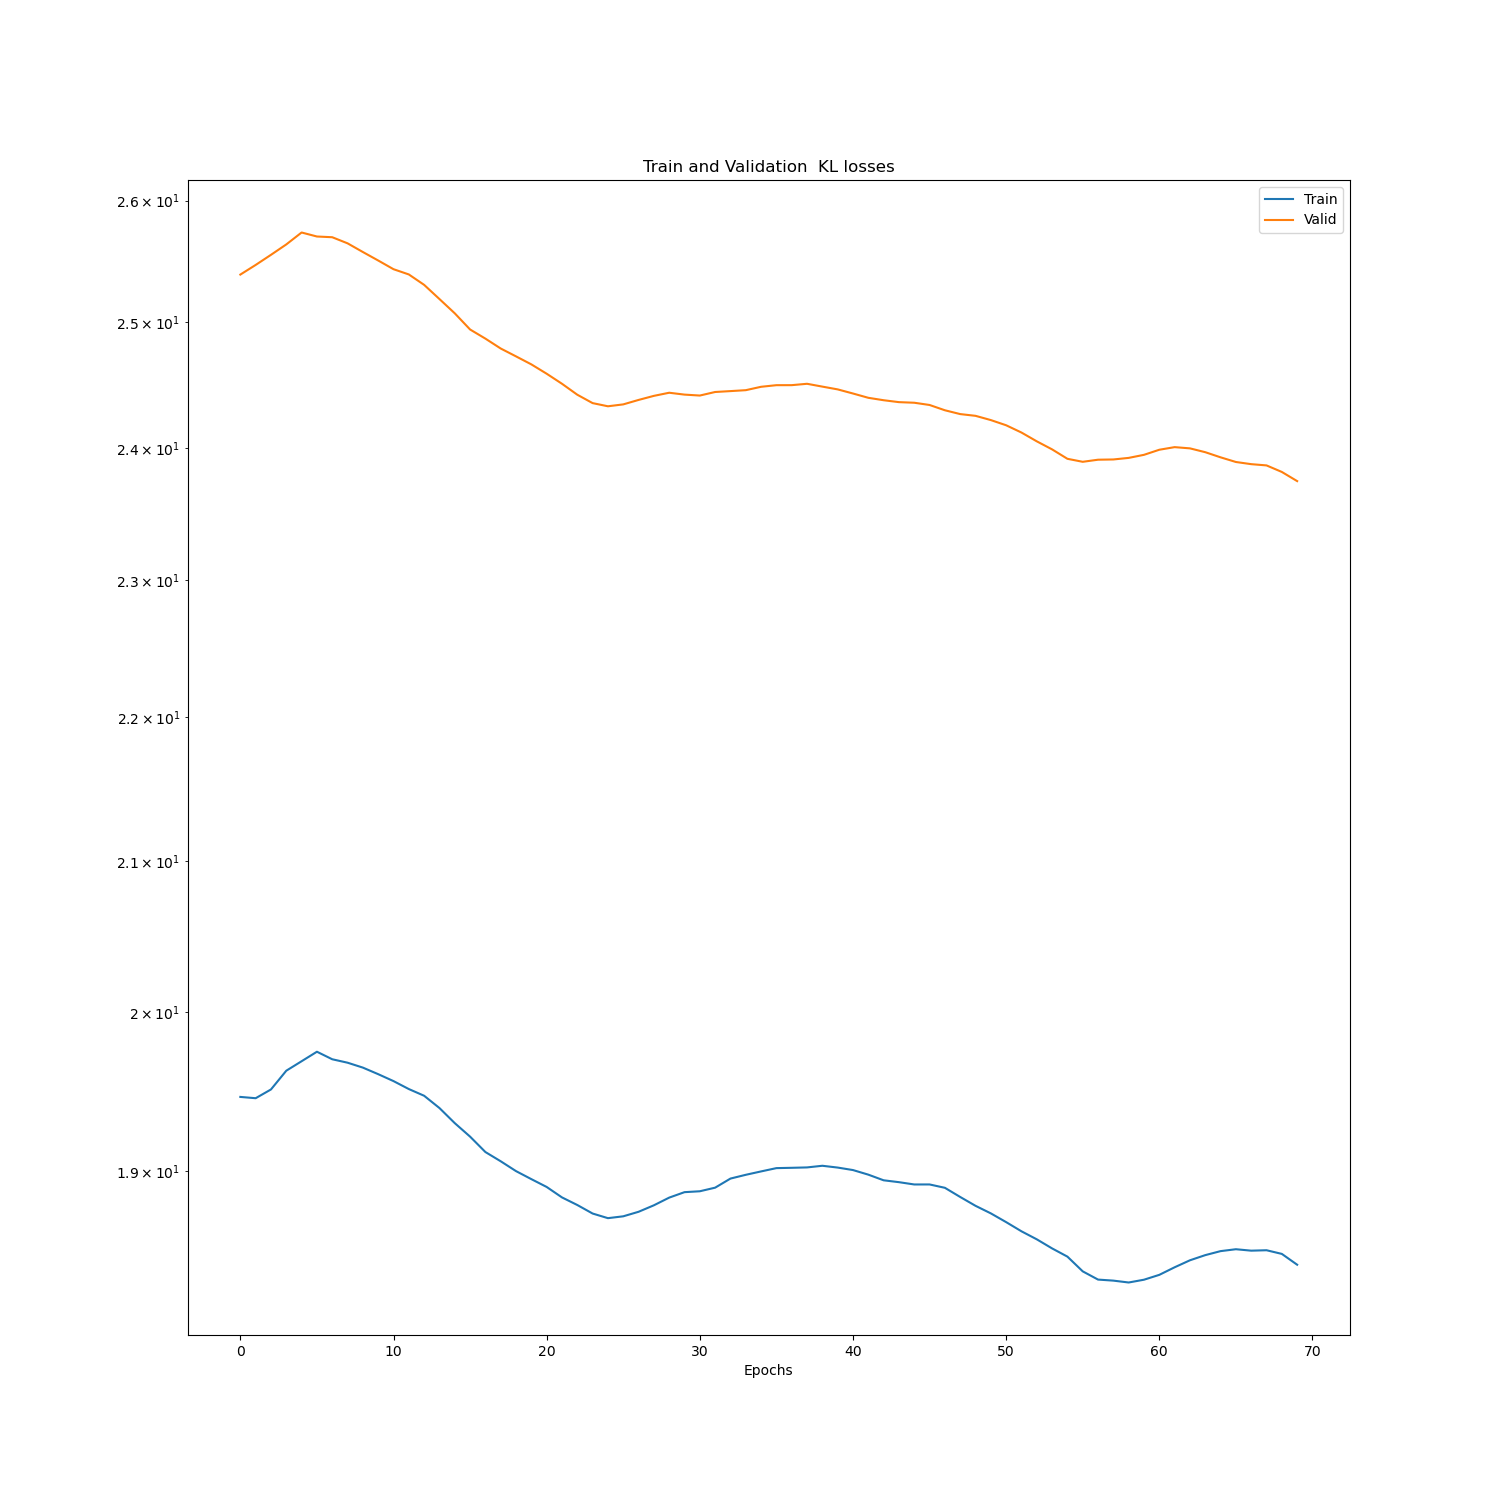 Train and Validation  KL losses
Train
Valid
2.6 × 10¹
2.5 × 10¹
2.4 × 10¹
2.3 × 10¹
2.2 × 10¹
2.1 × 10¹
2 × 10¹
1.9 × 10¹
0 10 20 30 40 50 60 70
Epochs